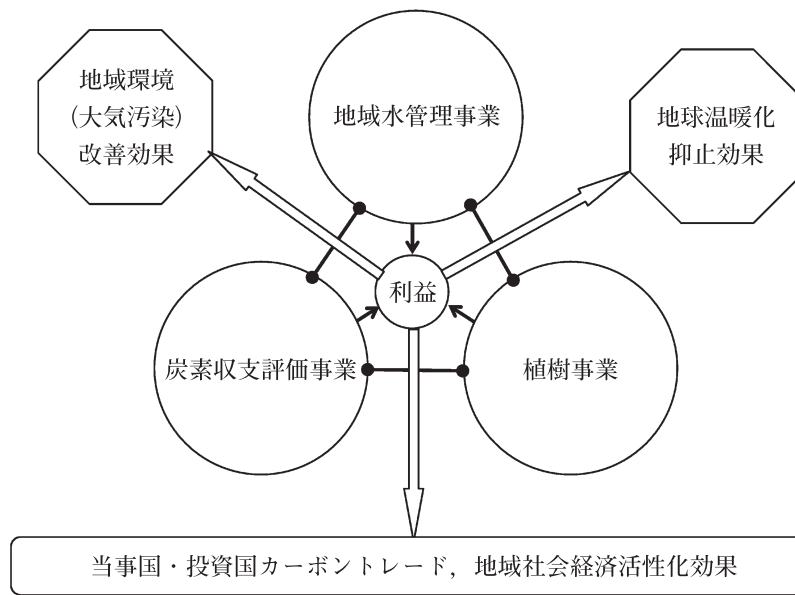 地域環境
(大気汚染)
改善効果
地域水管理事業
地球温暖化
抑止効果
利益
炭素収支評価事業
植樹事業
当事国・投資国カーボントレード，地域社会経済活性化効果